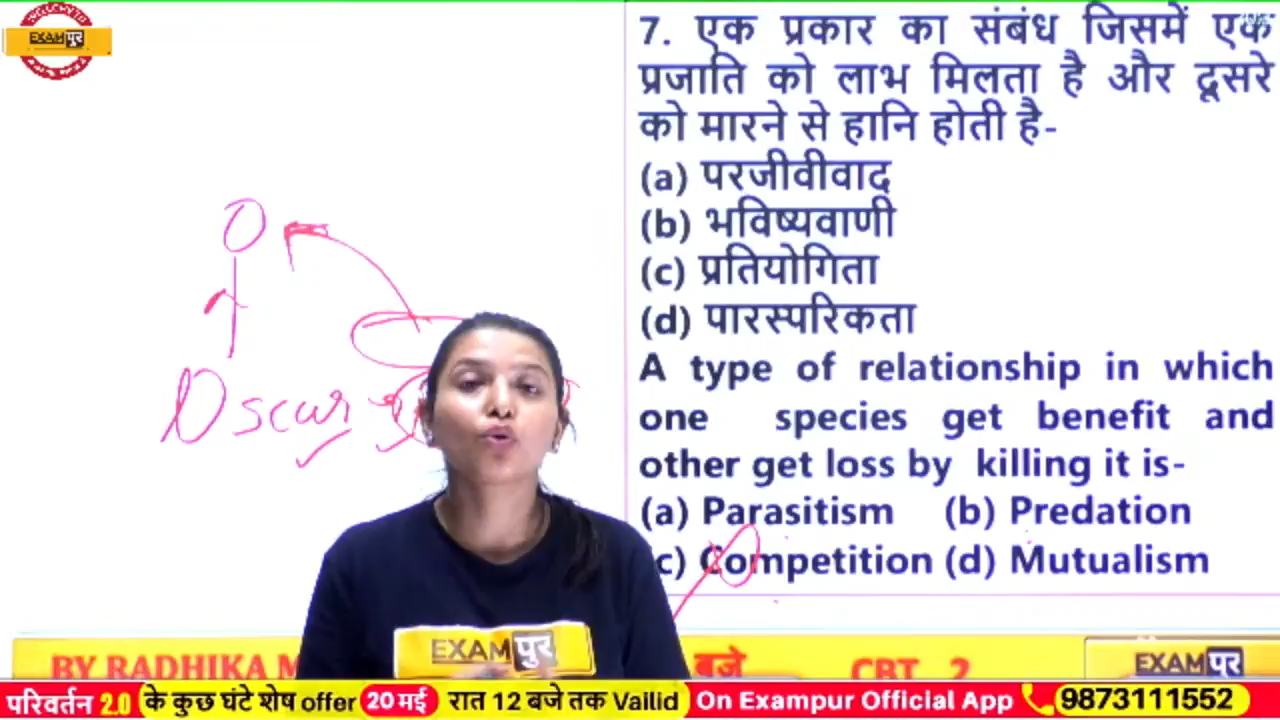 EXAMपुर
7. एक प्रकार का संबंध जिसमें एक
प्रजाति को लाभ मिलता है और दूसरे
को मारने से हानि होती है-
(a) परजीवीवाद
(b) भविष्यवाणी
(c) प्रतियोगिता
(d) पारस्परिकता
A type of relationship in which
one species get benefit and
other get loss by killing it is-
(a) Parasitism (b) Predation
c) Competition (d) Mutualism
Oscar
EXAMपुर
BY RADHIKA M
बजे
CBT 2
EXAMपुर
परिवर्तन 2.0 के कुछ घंटे शेष offer 20 मई रात 12 बजे तक Vailid On Exampur Official App 9873111552